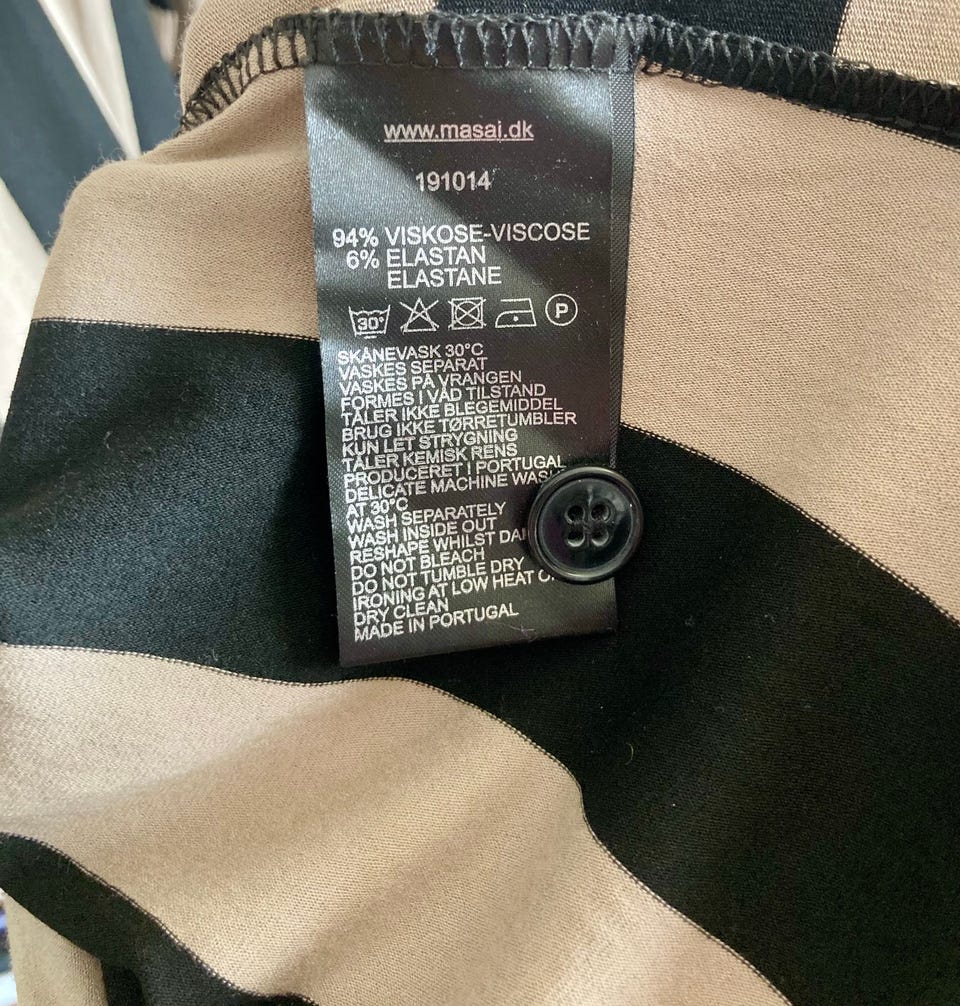 www.masai.dk
191014
94% VISKOSE-VISCOSE
6% ELASTAN
ELASTANE
30°
P
SKÅNEVASK 30°C
VASKES SEPARAT
VASKES PÅ VRANGEN
FORMES I VÅD TILSTAND
TÅLER IKKE BLEGEMIDDEL
BRUG IKKE TØRRETUMBLER
KUN LET STRYGNING
TÅLER KEMISK RENS
PRODUCERET I PORTUGAL
DELICATE MACHINE WASH
AT 30°C
WASH SEPARATELY
WASH INSIDE OUT
RESHAPE WHILST
DO NOT BLEACH
DO NOT TUMBLE DRY
IRONING AT LOW HEAT
DRY CLEAN
MADE IN PORTUGAL